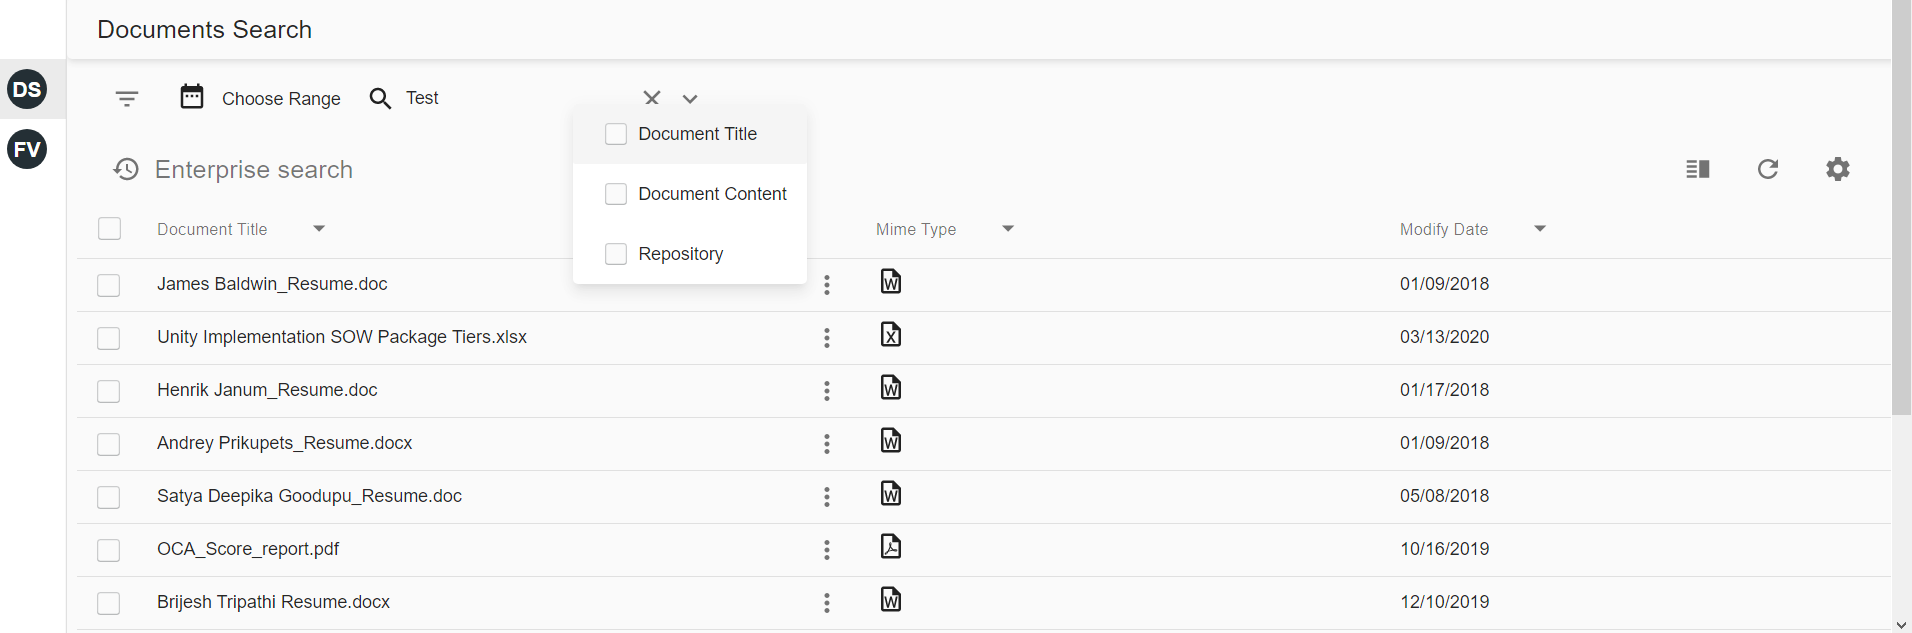 Documents Search
DS
FV
Choose Range
Test
Document Title
Document Content
Repository
Enterprise search
Document Title
Mime Type
Modify Date
James Baldwin_Resume.doc
W
01/09/2018
Unity Implementation SOW Package Tiers.xlsx
X
03/13/2020
Henrik Janum_Resume.doc
W
01/17/2018
Andrey Prikupets_Resume.docx
W
01/09/2018
Satya Deepika Goodupu_Resume.doc
W
05/08/2018
OCA_Score_report.pdf
10/16/2019
Brijesh Tripathi Resume.docx
W
12/10/2019